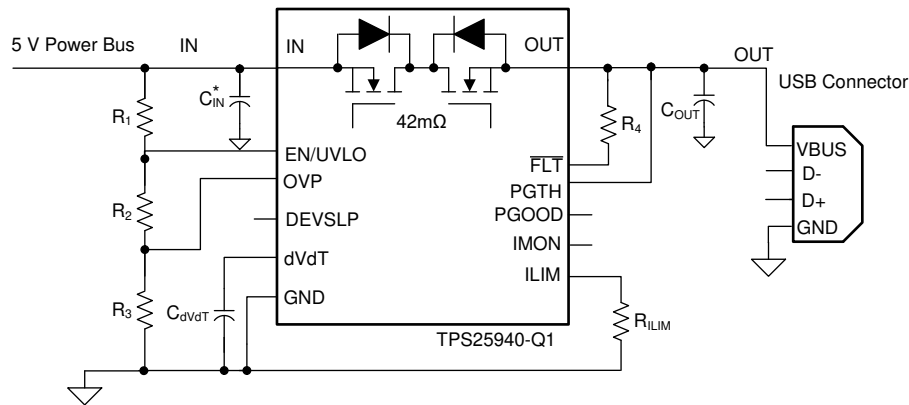 5 V Power Bus
IN
IN
OUT
OUT
USB Connector
R1
C*IN
42mΩ
R4
COUT
EN/UVLO
FLT
VBUS
OVP
PGTH
D-
R2
DEVSLP
PGOOD
D+
IMON
GND
dVdT
ILIM
R3
CdVdT
GND
RILIM
TPS25940-Q1